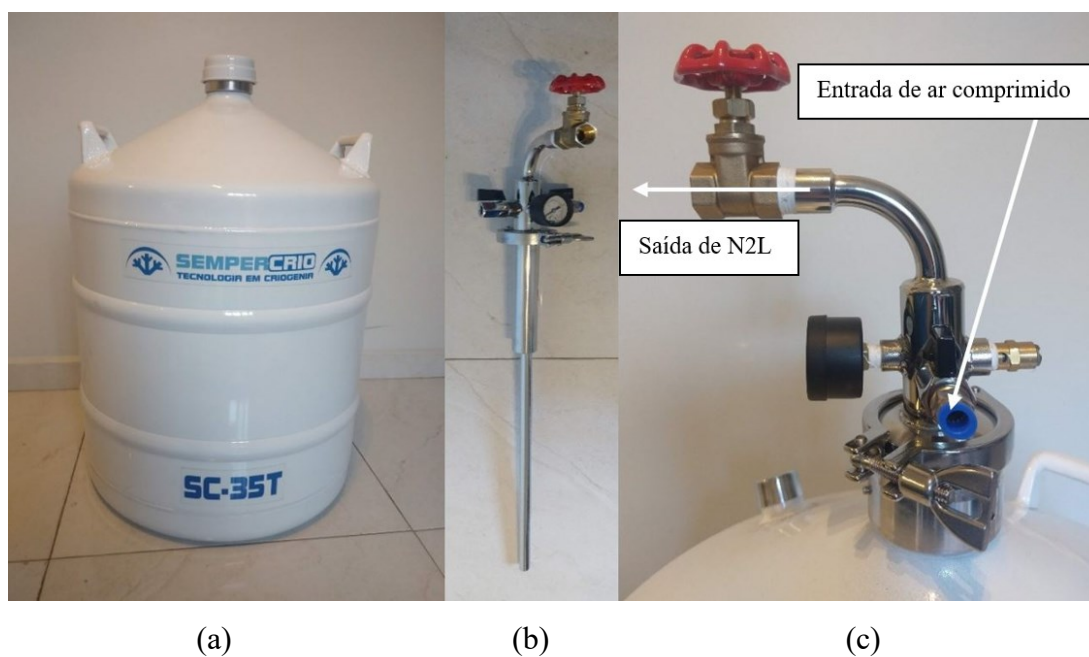 Entrada de ar comprimido
Saída de N2L
SEMPERCRIO
TECNOLOGIA EM CRIOGENIA
SC-35T
(a)
(b)
(c)